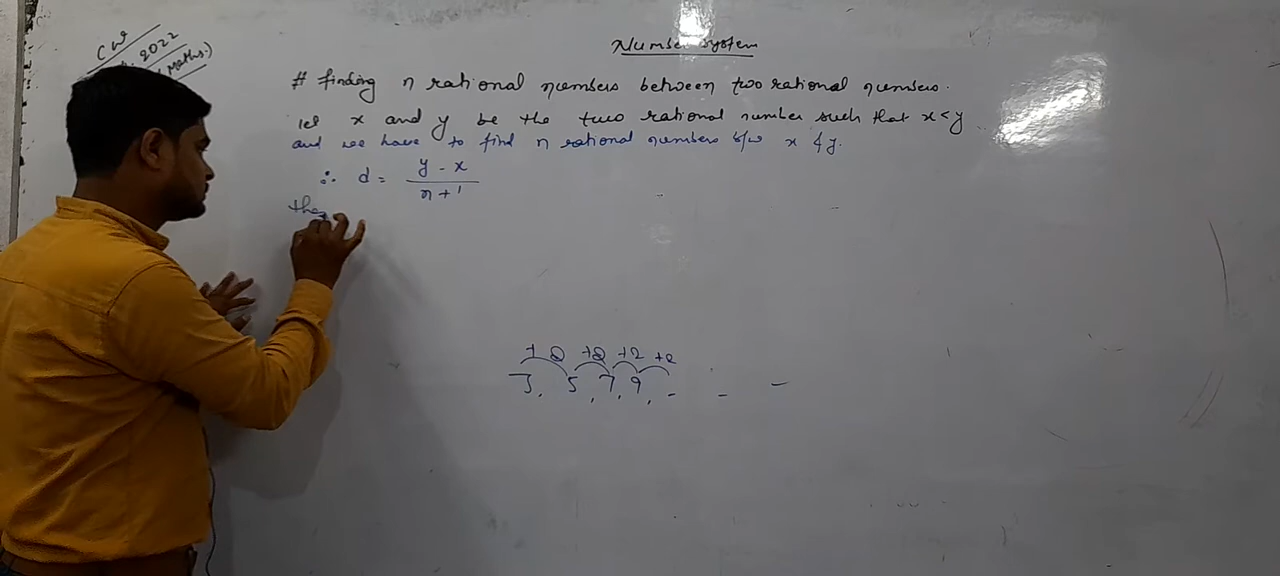 CW
2022
(Maths.)
Number system
# finding n rational numbers between two rational numbers.
let x and y be the two rational number such that x < y
and we have to find n rational numbers b/w x & y.
∴ d = y - x / n + 1
the
+2 +2 +2 +2
3, 5, 7, 9, - - -